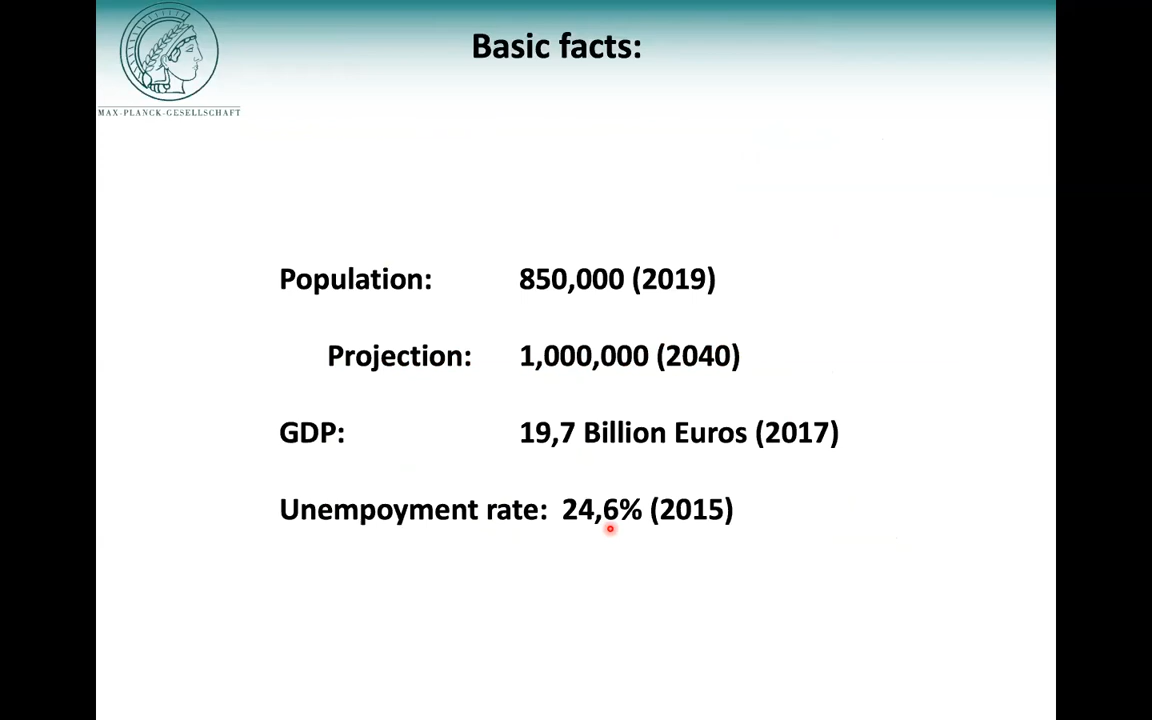 Basic facts:
MAX-PLANCK-GESELLSCHAFT
Population: 850,000 (2019)
Projection: 1,000,000 (2040)
GDP: 19,7 Billion Euros (2017)
Unempoyment rate: 24,6% (2015)